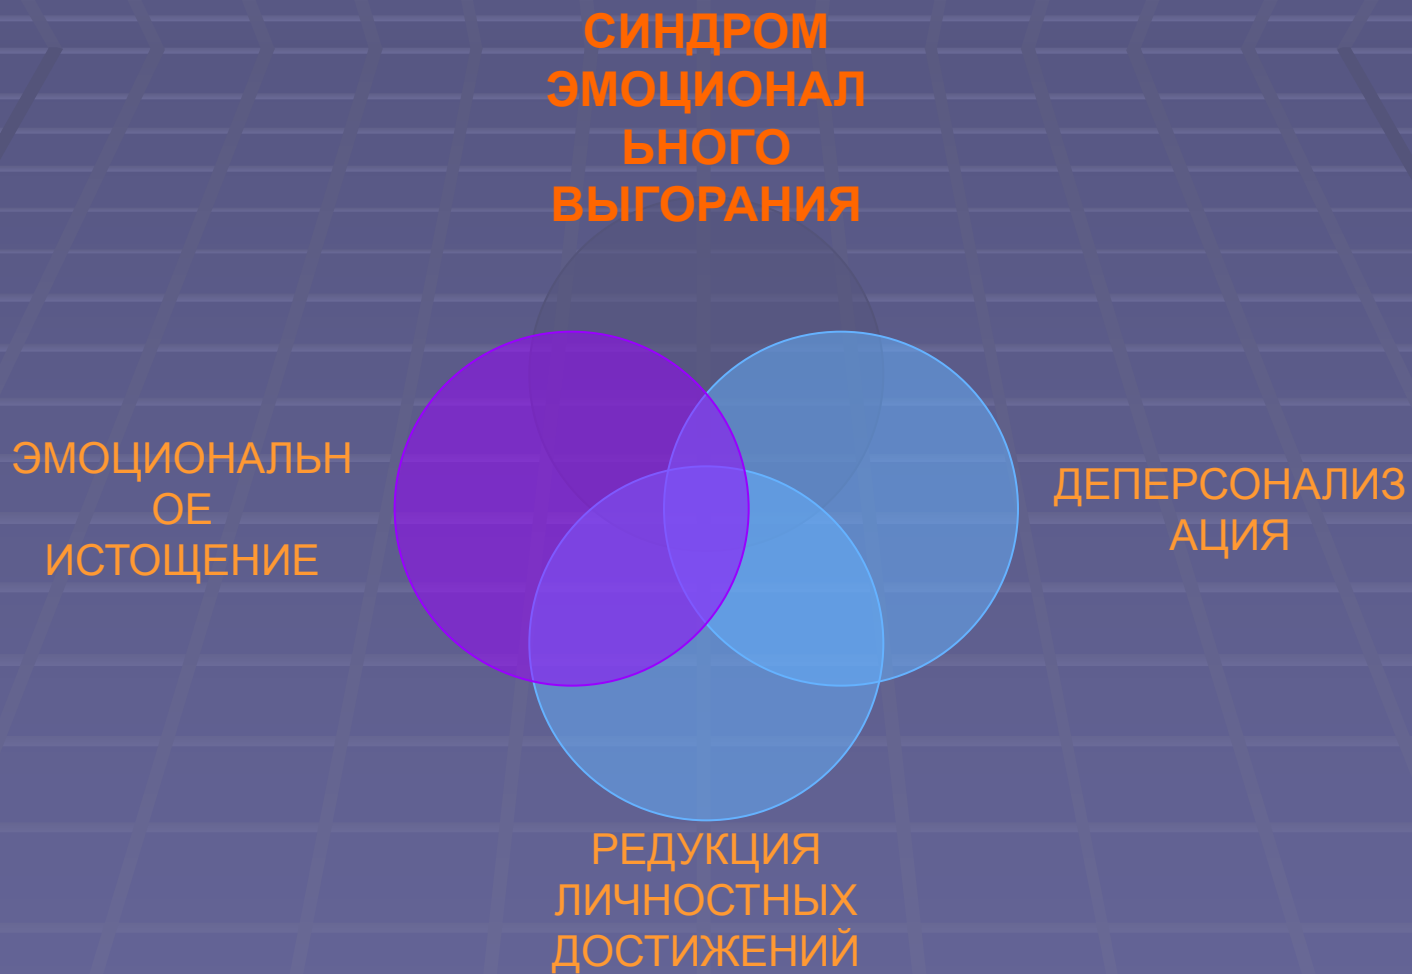 СИНДРОМ
ЭМОЦИОНАЛ
ЬНОГО
ВЫГОРАНИЯ
ЭМОЦИОНАЛЬН
ОЕ
ИСТОЩЕНИЕ
ДЕПЕРСОНАЛИЗ
АЦИЯ
РЕДУКЦИЯ
ЛИЧНОСТНЫХ
ДОСТИЖЕНИЙ